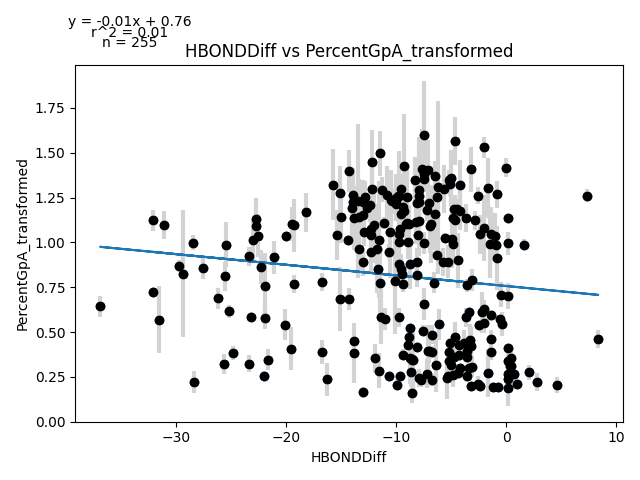 y = -0.01x + 0.76
r^2 = 0.01
n = 255
HBONDDiff vs PercentGpA_transformed
PercentGpA_transformed
1.75
1.50
1.25
1.00
0.75
0.50
0.25
0.00
−30
−20
−10
0
10
HBONDDiff